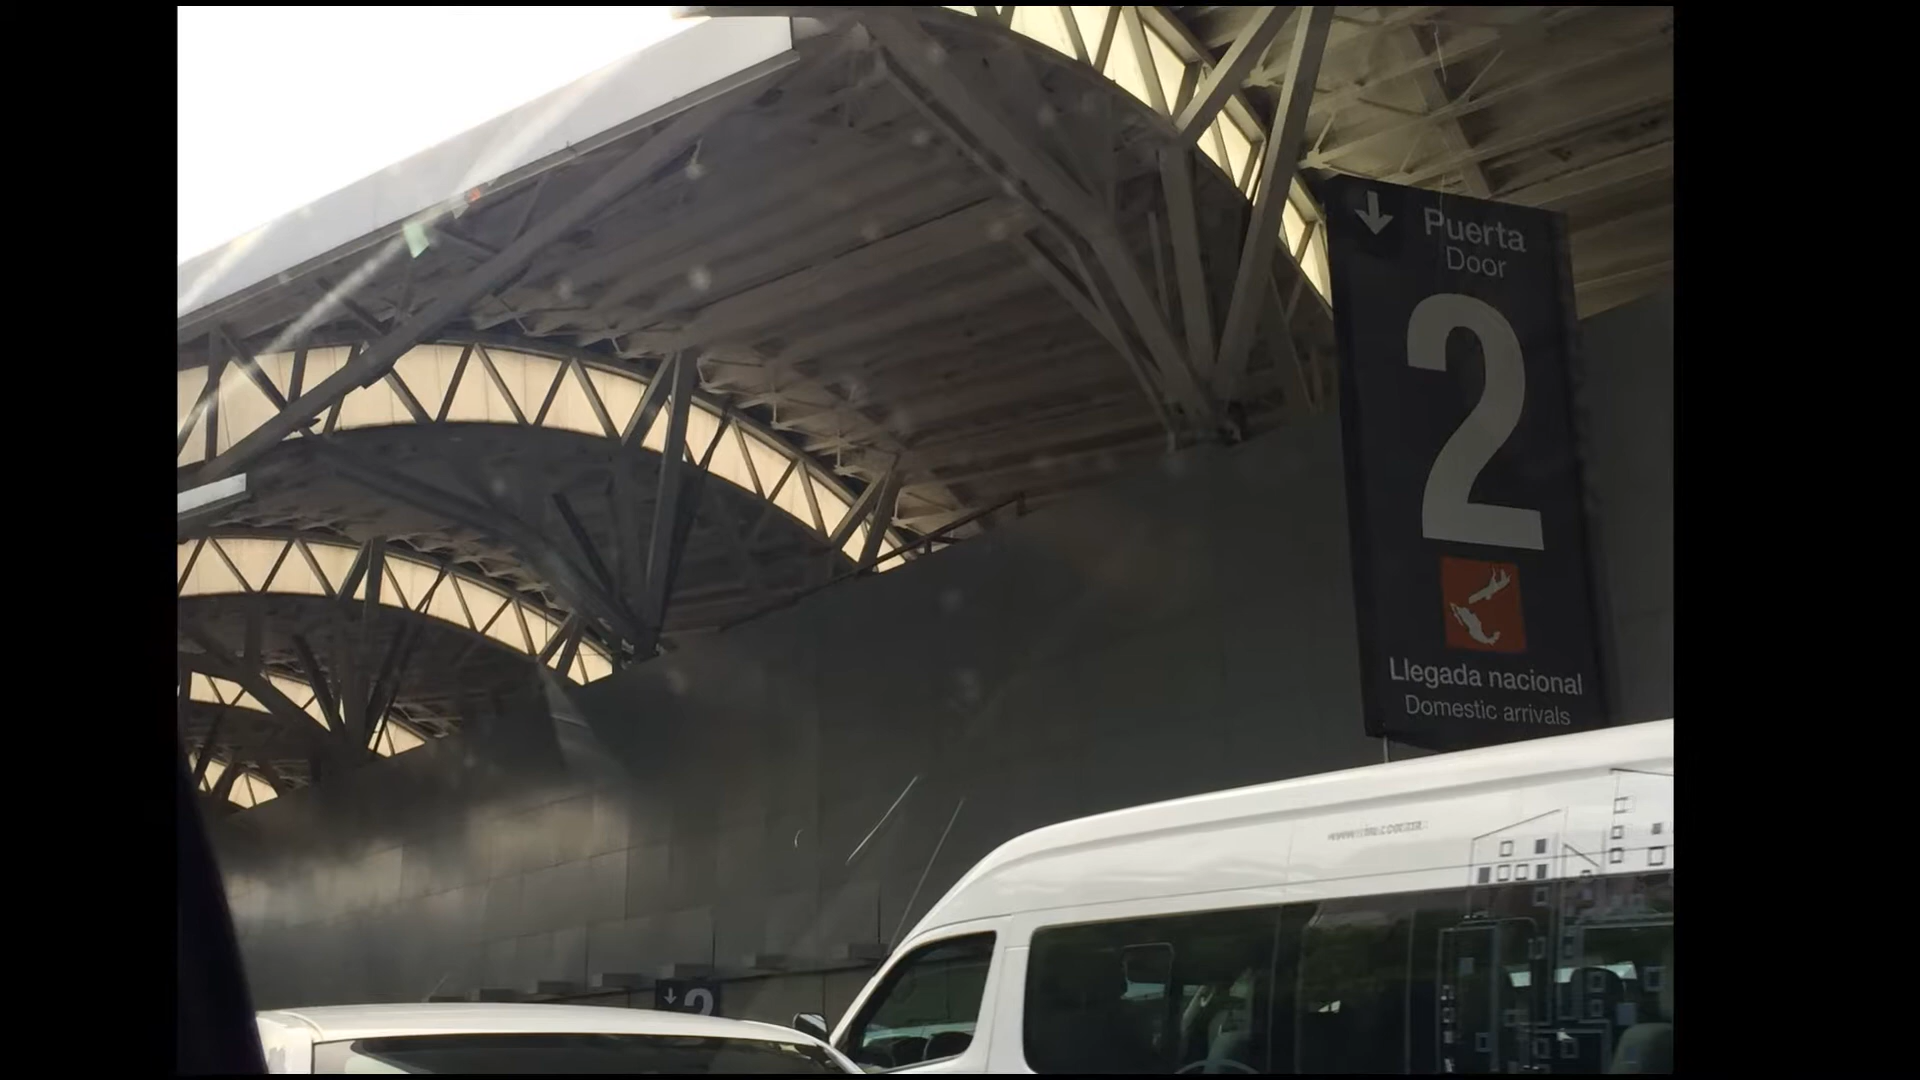 Puerta
Door
2
Llegada nacional
Domestic arrivals
2